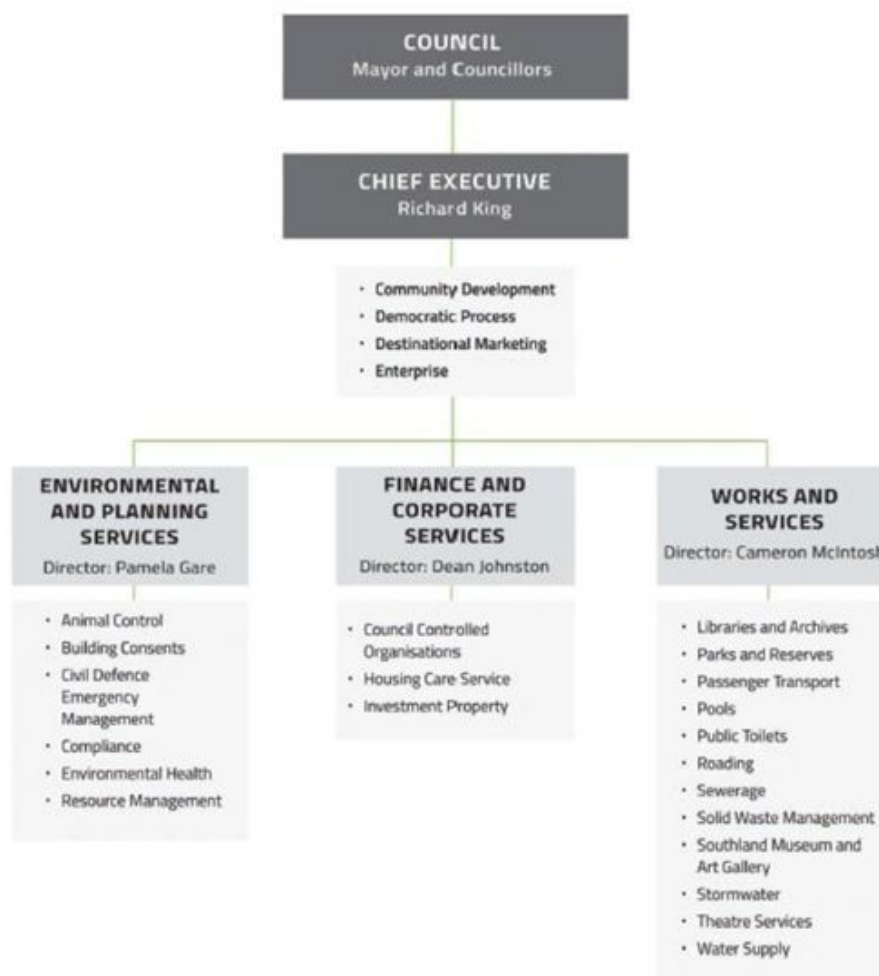 COUNCIL
Mayor and Councillors
CHIEF EXECUTIVE
Richard King
• Community Development
• Democratic Process
• Destinational Marketing
• Enterprise
ENVIRONMENTAL
AND PLANNING
SERVICES
Director: Pamela Gare
• Animal Control
• Building Consents
• Civil Defence
Emergency
Management
• Compliance
• Environmental Health
• Resource Management
FINANCE AND
CORPORATE
SERVICES
Director: Dean Johnston
• Council Controlled
Organisations
• Housing Care Service
• Investment Property
WORKS AND
SERVICES
Director: Cameron McIntosh
• Libraries and Archives
• Parks and Reserves
• Passenger Transport
• Pools
• Public Toilets
• Roading
• Sewerage
• Solid Waste Management
• Southland Museum and
Art Gallery
• Stormwater
• Theatre Services
• Water Supply